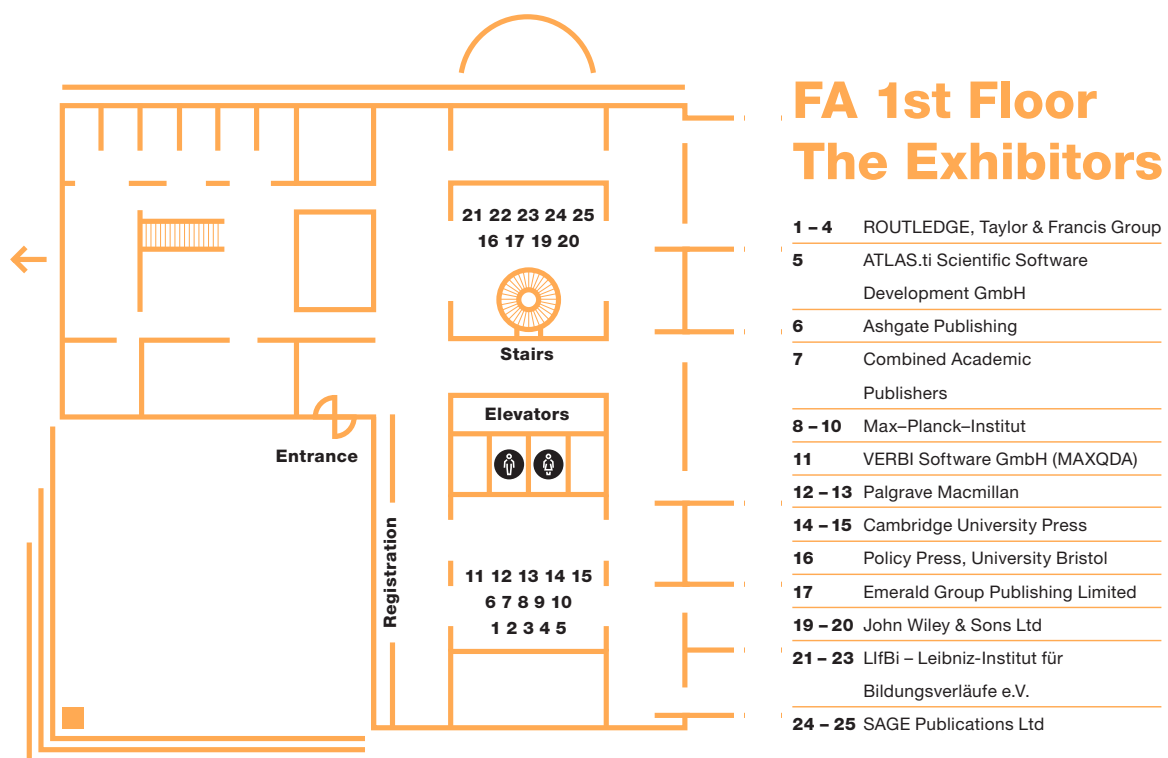 FA 1st Floor
The Exhibitors
21 22 23 24 25
16 17 19 20
Stairs
Elevators
Entrance
Registration
11 12 13 14 15
6 7 8 9 10
1 2 3 4 5
1 – 4 ROUTLEDGE, Taylor & Francis Group
5 ATLAS.ti Scientific Software
Development GmbH
6 Ashgate Publishing
7 Combined Academic
Publishers
8 – 10 Max–Planck–Institut
11 VERBI Software GmbH (MAXQDA)
12 – 13 Palgrave Macmillan
14 – 15 Cambridge University Press
16 Policy Press, University Bristol
17 Emerald Group Publishing Limited
19 – 20 John Wiley & Sons Ltd
21 – 23 LIfBi – Leibniz-Institut für
Bildungsverläufe e.V.
24 – 25 SAGE Publications Ltd